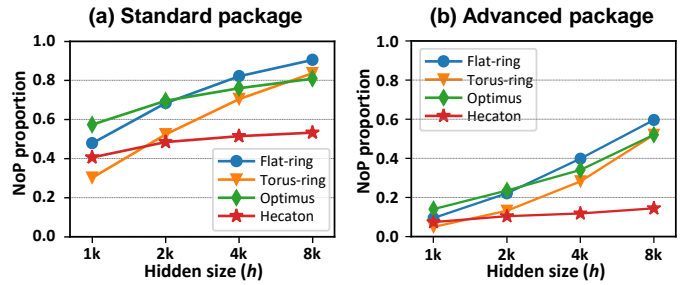 (a) Standard package
NoP proportion
1.0
0.8
0.6
0.4
0.2
0.0
Flat-ring
Torus-ring
Optimus
Hecaton
1k 2k 4k 8k
Hidden size (h)
(b) Advanced package
NoP proportion
1.0
0.8
0.6
0.4
0.2
0.0
Flat-ring
Torus-ring
Optimus
Hecaton
1k 2k 4k 8k
Hidden size (h)